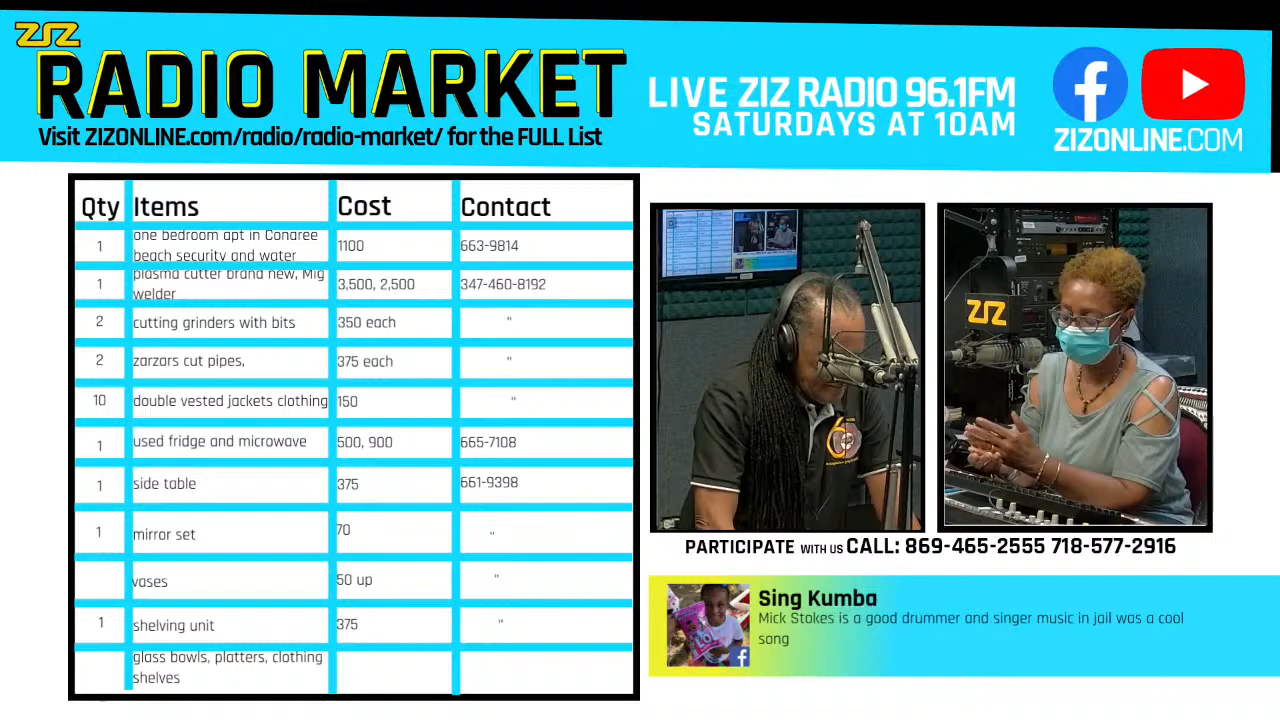 ZIZ
RADIO MARKET
Visit ZIZONLINE.com/radio/radio-market/ for the FULL List
LIVE ZIZ RADIO 96.1FM
SATURDAYS AT 10AM
ZIZONLINE.COM
Qty Items Cost Contact
1 one bedroom apt in Conaree beach security and water 1100 663-9814
1 plasma cutter brand new, Mig welder 3,500, 2,500 347-460-8192
2 cutting grinders with bits 350 each "
2 zarzars cut pipes, 375 each "
10 double vested jackets clothing 150 "
1 used fridge and microwave 500, 900 665-7108
1 side table 375 661-9398
1 mirror set 70 "
vases 50 up "
1 shelving unit 375 "
glass bowls, platters, clothing shelves
ZIZ
PARTICIPATE WITH US CALL: 869-465-2555 718-577-2916
Sing Kumba
Mick Stokes is a good drummer and singer music in jail was a cool
song